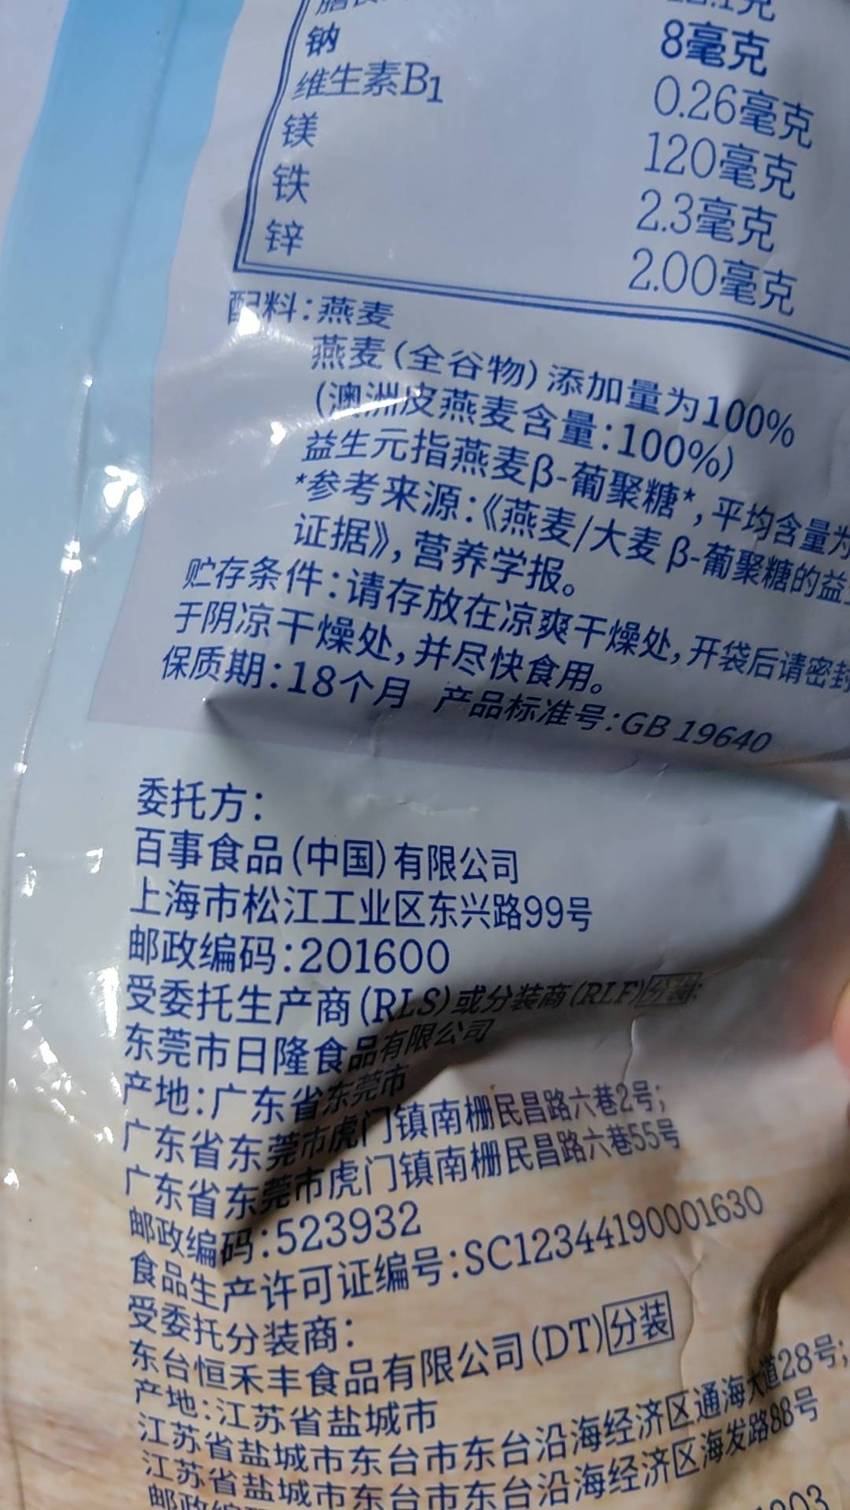 钠 8毫克
维生素B1 0.26毫克
镁 120毫克
铁 2.3毫克
锌 2.00毫克
配料：燕麦
燕麦（全谷物）添加量为100%
（澳洲皮燕麦含量：100%）
益生元指燕麦β-葡聚糖*，平均含量为
*参考来源：《燕麦/大麦β-葡聚糖的益
证据》，营养学报。
贮存条件：请存放在凉爽干燥处，开袋后请密封
于阴凉干燥处，并尽快食用。
保质期：18个月 产品标准号：GB 19640
委托方：
百事食品（中国）有限公司
上海市松江工业区东兴路99号
邮政编码：201600
受委托生产商（RLS）或分装商（RLF）分装：
东莞市日隆食品有限公司
产地：广东省东莞市
广东省东莞市虎门镇南栅民昌路六巷2号；
广东省东莞市虎门镇南栅民昌路六巷55号
邮政编码：523932
食品生产许可证编号：SC12344190001630
受委托分装商：
东台恒禾丰食品有限公司（DT）分装
产地：江苏省盐城市
江苏省盐城市东台市东台沿海经济区通海大道28号；
江苏省盐城市东台市东台沿海经济区海发路88号
邮政编